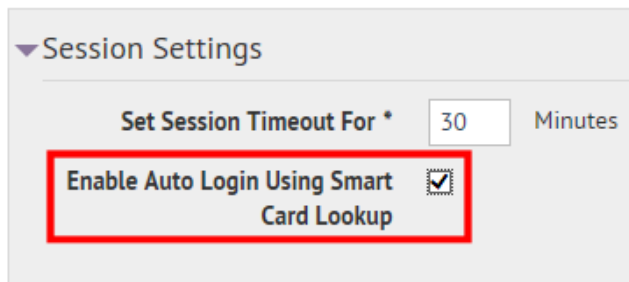 Session Settings
Set Session Timeout For * 30 Minutes
Enable Auto Login Using Smart
Card Lookup